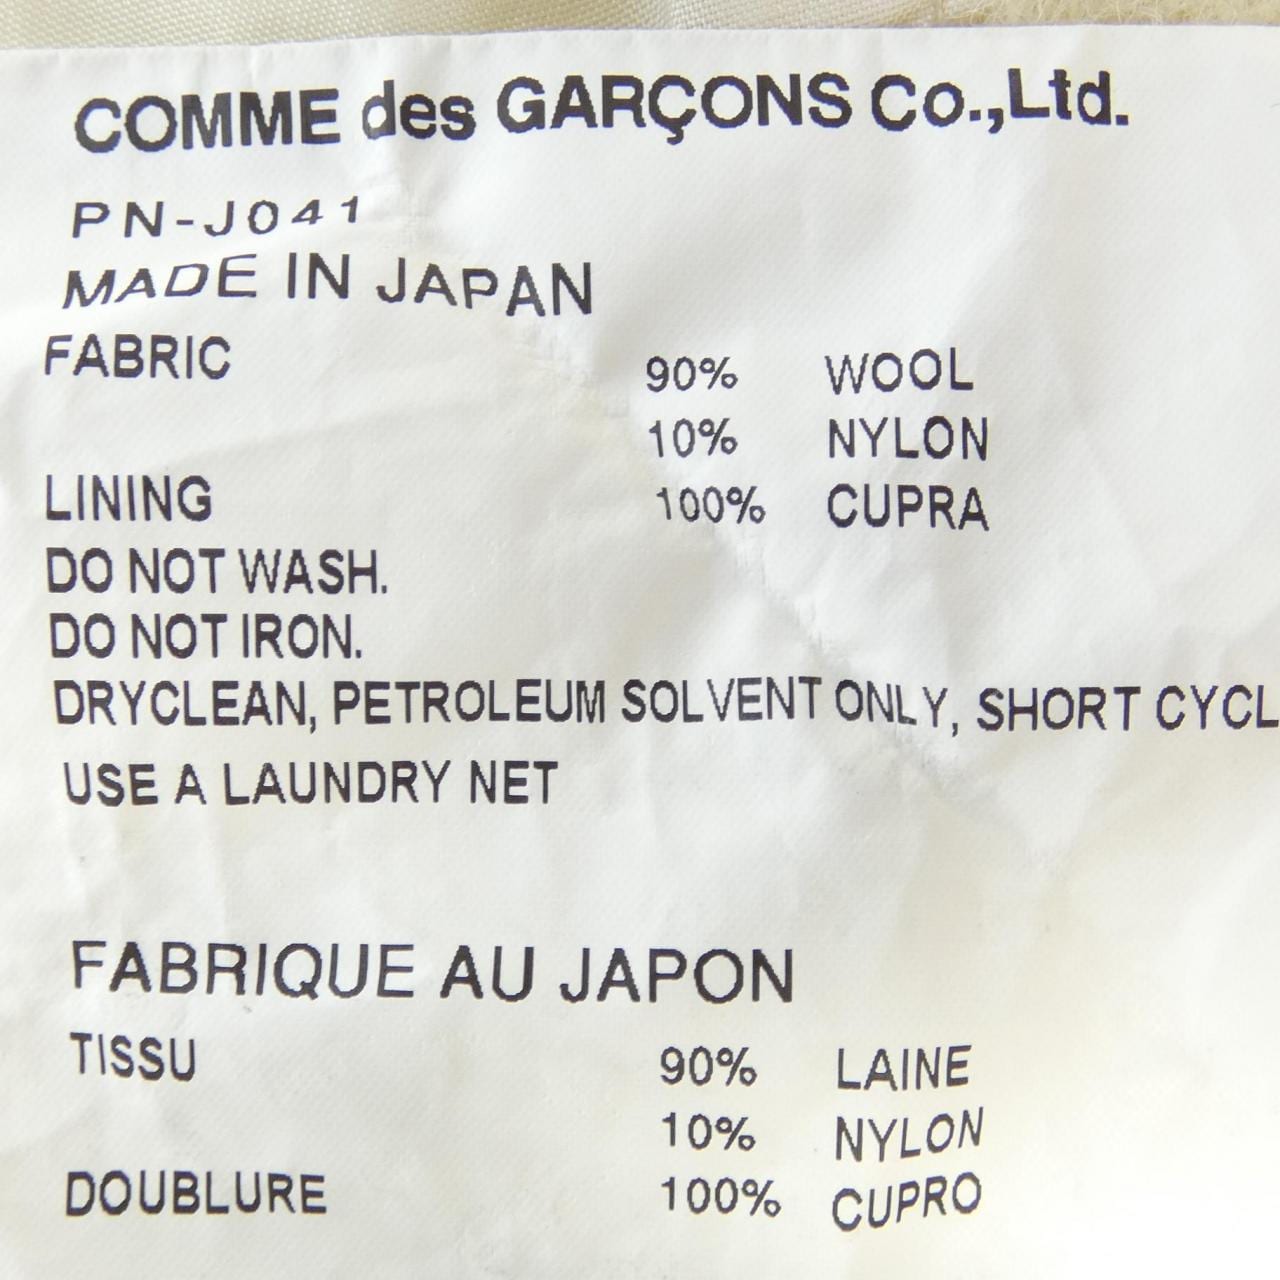 COMME des GARÇONS Co.,Ltd.
PN-J041
MADE IN JAPAN
FABRIC 90% WOOL
10% NYLON
LINING 100% CUPRA
DO NOT WASH.
DO NOT IRON.
DRYCLEAN, PETROLEUM SOLVENT ONLY, SHORT CYCL
USE A LAUNDRY NET
FABRIQUE AU JAPON
TISSU 90% LAINE
10% NYLON
DOUBLURE 100% CUPRO